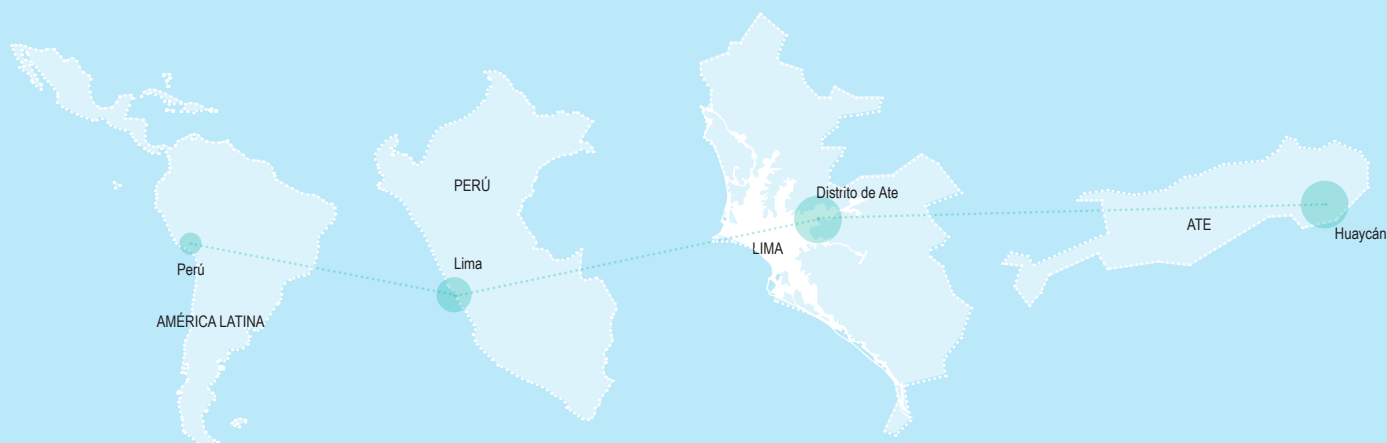 Perú
AMÉRICA LATINA
PERÚ
Lima
Distrito de Ate
LIMA
ATE
Huaycán